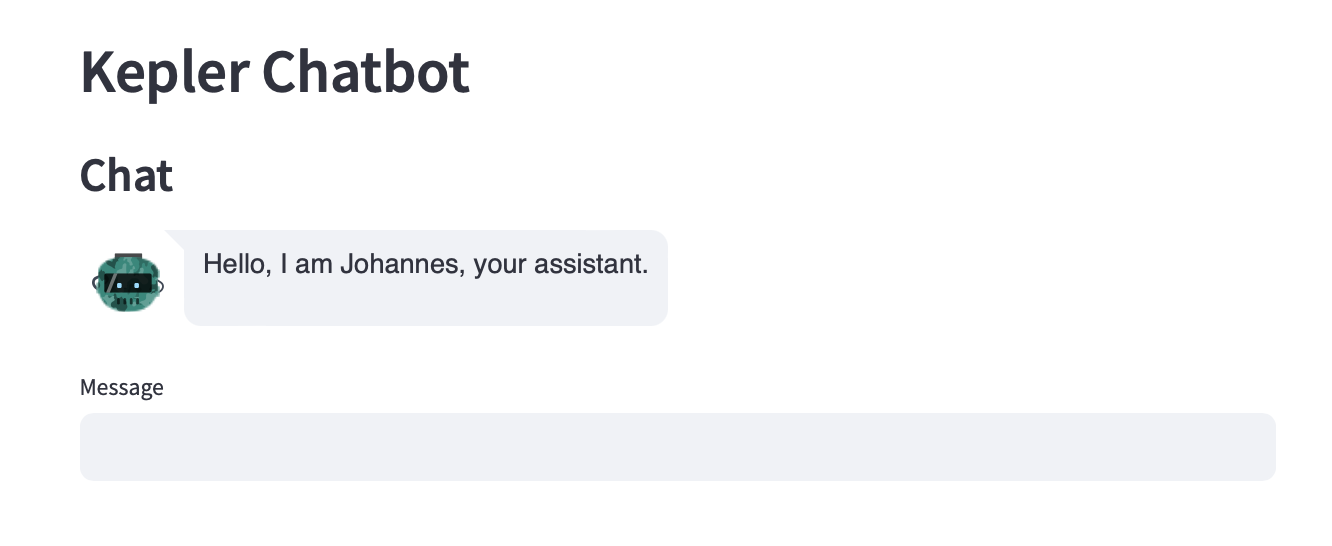 Kepler Chatbot
Chat
Hello, I am Johannes, your assistant.
Message